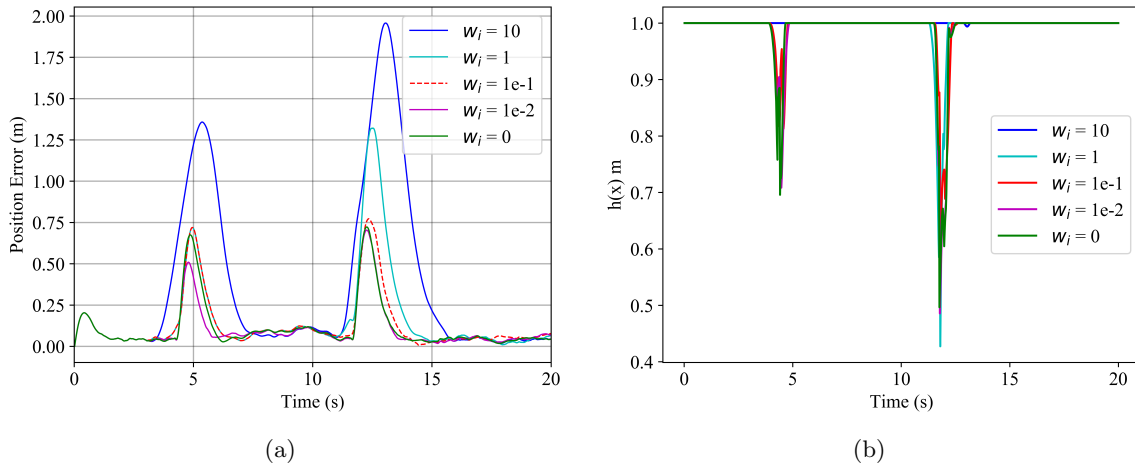 2.00
1.75
1.50
1.25
1.00
0.75
0.50
0.25
0.00
Position Error (m)
0 5 10 15 20
Time (s)
w_i = 10
w_i = 1
w_i = 1e-1
w_i = 1e-2
w_i = 0
(a)
1.0
0.9
0.8
0.7
0.6
0.5
0.4
h(x) m
0 5 10 15 20
Time (s)
w_i = 10
w_i = 1
w_i = 1e-1
w_i = 1e-2
w_i = 0
(b)